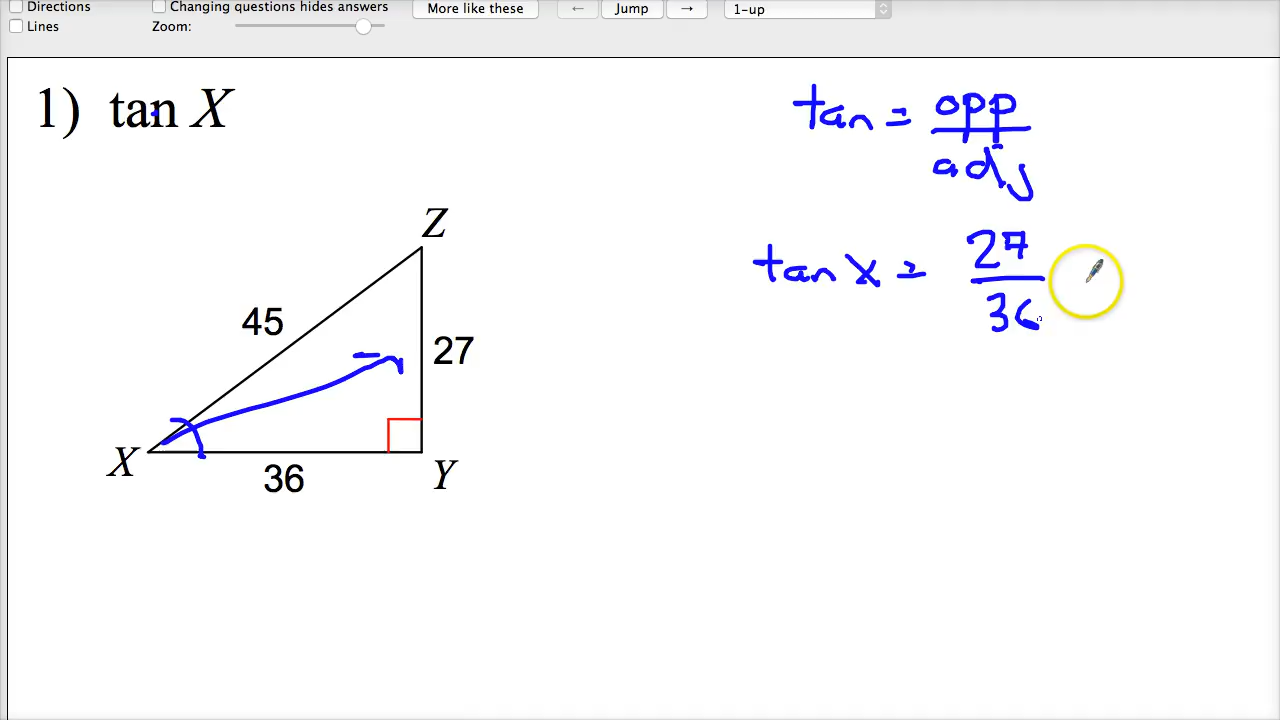 Directions
Changing questions hides answers
More like these
←
Jump
→
1-up
Lines
Zoom:
1) tan X
tan = opp
adj
Z
tan x = 27
36
45
27
X
36
Y